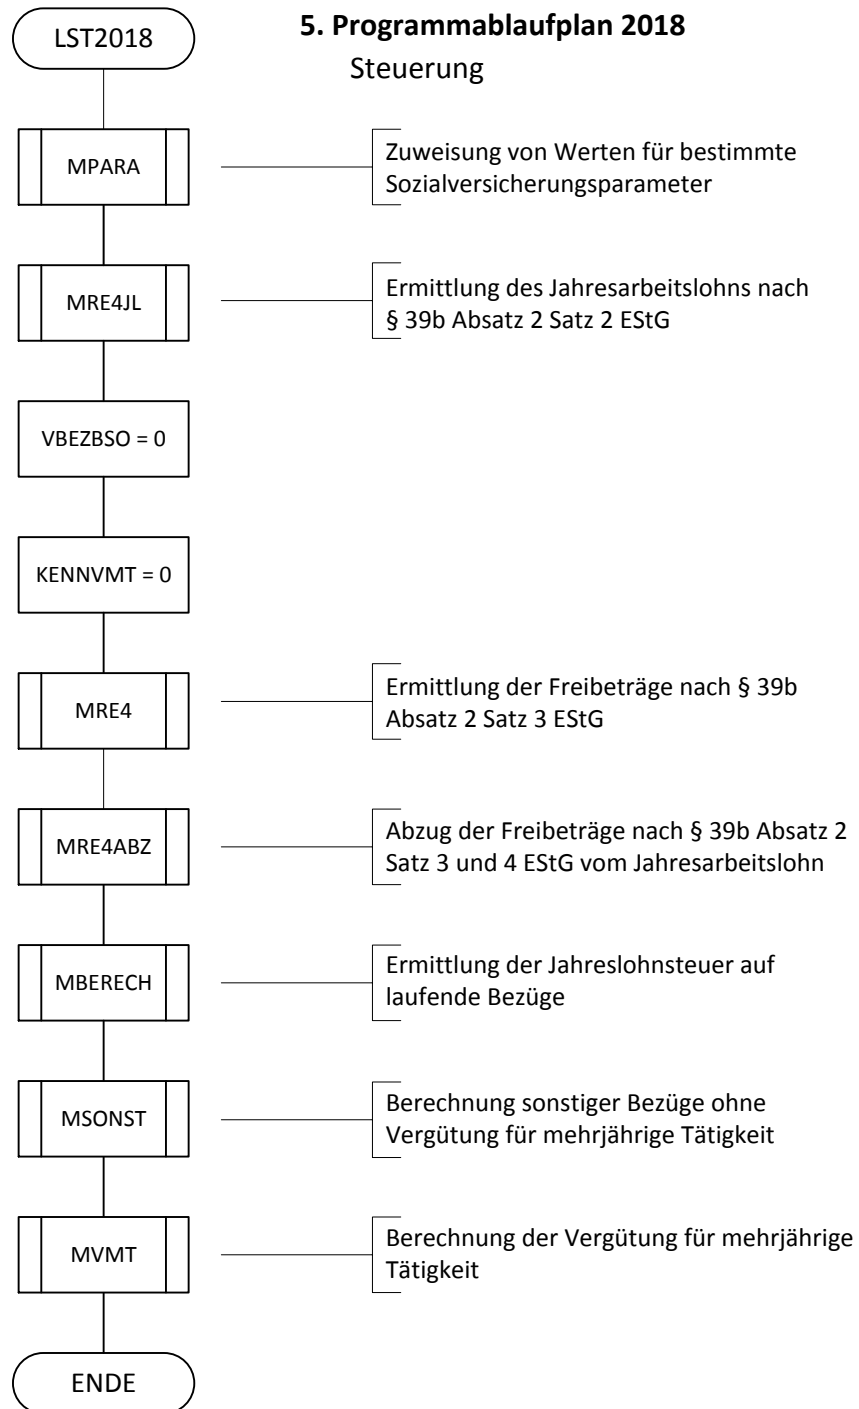 LST2018
5. Programmablaufplan 2018
Steuerung
MPARA
Zuweisung von Werten für bestimmte
Sozialversicherungsparameter
MRE4JL
Ermittlung des Jahresarbeitslohns nach
§ 39b Absatz 2 Satz 2 EStG
VBEZBSO = 0
KENNVMT = 0
MRE4
Ermittlung der Freibeträge nach § 39b
Absatz 2 Satz 3 EStG
MRE4ABZ
Abzug der Freibeträge nach § 39b Absatz 2
Satz 3 und 4 EStG vom Jahresarbeitslohn
MBERECH
Ermittlung der Jahreslohnsteuer auf
laufende Bezüge
MSONST
Berechnung sonstiger Bezüge ohne
Vergütung für mehrjährige Tätigkeit
MVMT
Berechnung der Vergütung für mehrjährige
Tätigkeit
ENDE